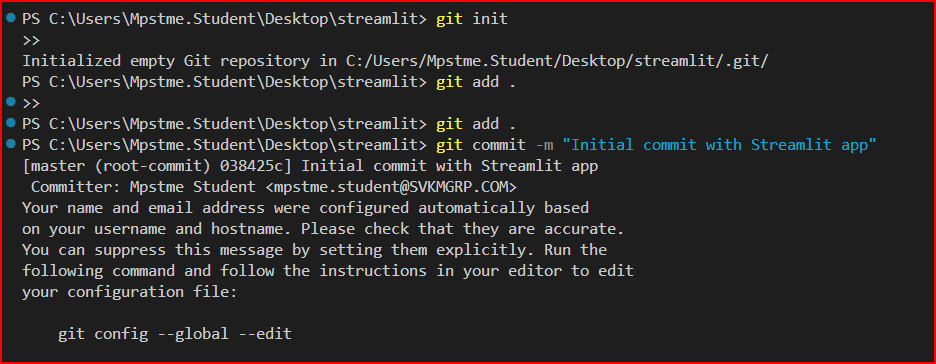 PS C:\Users\Mpstme.Student\Desktop\streamlit> git init
>>
Initialized empty Git repository in C:/Users/Mpstme.Student/Desktop/streamlit/.git/
PS C:\Users\Mpstme.Student\Desktop\streamlit> git add .
>>
PS C:\Users\Mpstme.Student\Desktop\streamlit> git add .
PS C:\Users\Mpstme.Student\Desktop\streamlit> git commit -m "Initial commit with Streamlit app"
[master (root-commit) 038425c] Initial commit with Streamlit app
 Committer: Mpstme Student <mpstme.student@SVKMGRP.COM>
Your name and email address were configured automatically based
on your username and hostname. Please check that they are accurate.
You can suppress this message by setting them explicitly. Run the
following command and follow the instructions in your editor to edit
your configuration file:

    git config --global --edit